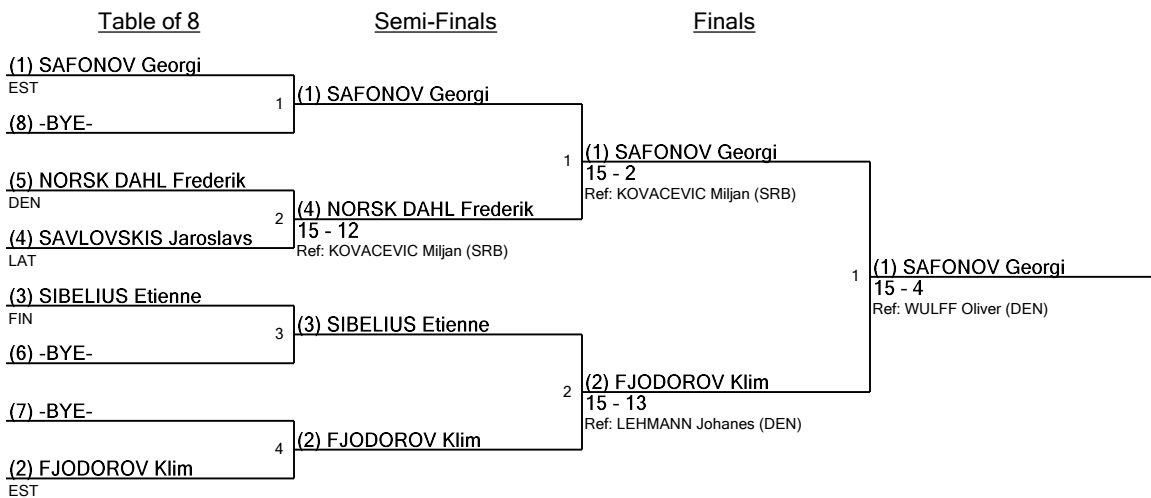 Table of 8
Semi-Finals
Finals
(1) SAFONOV Georgi
EST
1
(8) -BYE-
(5) NORSK DAHL Frederik
DEN
2
(4) SAVLOVSKIS Jaroslavs
LAT
(3) SIBELIUS Etienne
FIN
3
(6) -BYE-
(7) -BYE-
4
(2) FJODOROV Klim
EST
(1) SAFONOV Georgi
1
(4) NORSK DAHL Frederik
15 - 12
Ref: KOVACEVIC Miljan (SRB)
(3) SIBELIUS Etienne
2
(2) FJODOROV Klim
(1) SAFONOV Georgi
15 - 2
Ref: KOVACEVIC Miljan (SRB)
1
(2) FJODOROV Klim
15 - 13
Ref: LEHMANN Johanes (DEN)
(1) SAFONOV Georgi
15 - 4
Ref: WULFF Oliver (DEN)